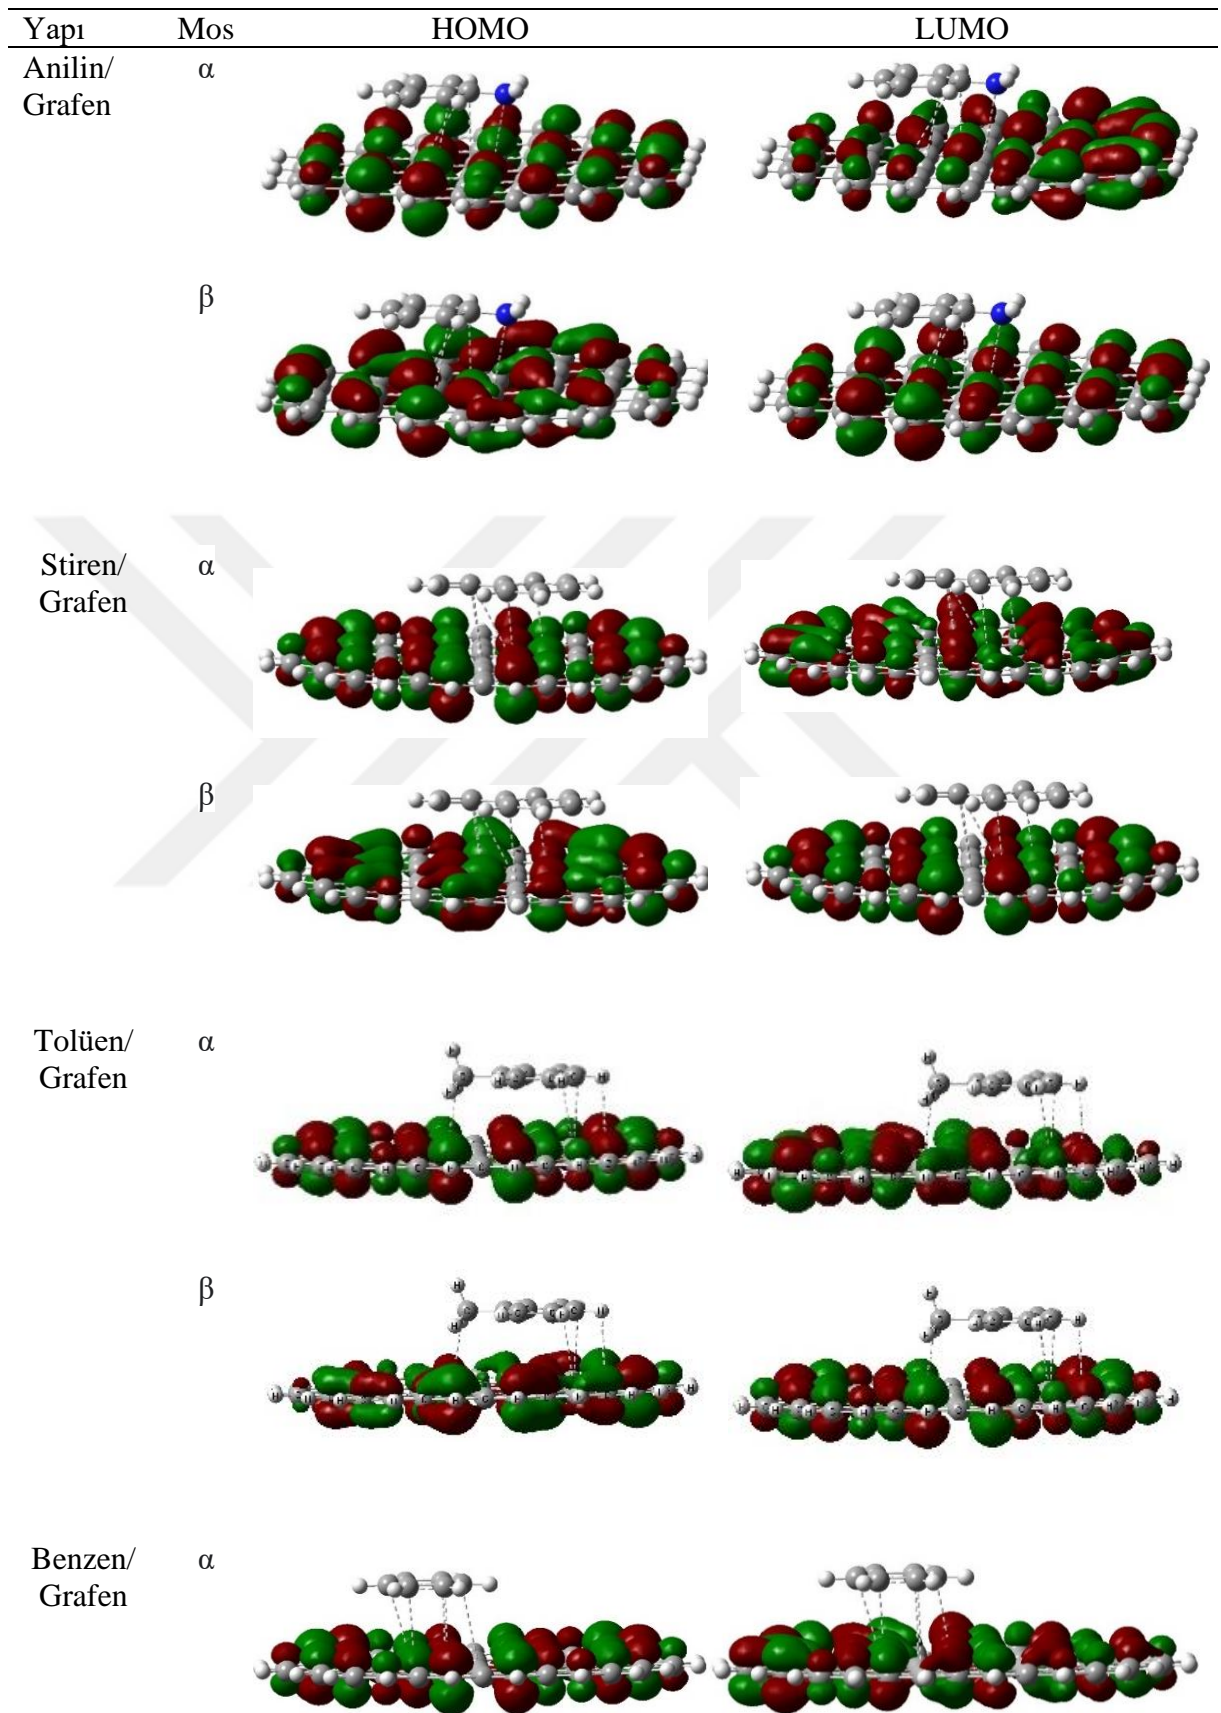 Yapı Mos HOMO LUMO
Anilin/ α
Grafen
β
Stiren/ α
Grafen
β
Tolüen/ α
Grafen
β
Benzen/ α
Grafen